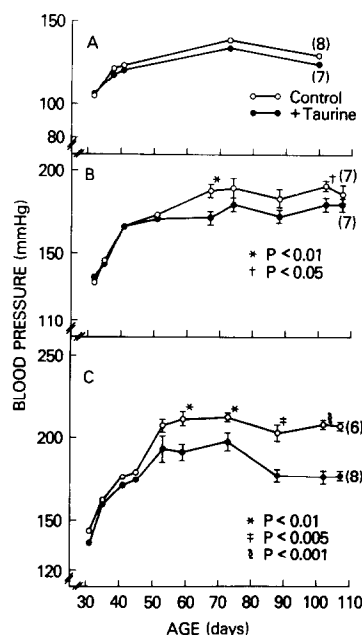 A
(8)
(7)
Control
+ Taurine
150
100
80
B
* † (7)
(7)
* P < 0.01
† P < 0.05
200
150
110
BLOOD PRESSURE (mmHg)
C
* * ‡ (6)
(8)
* P < 0.01
‡ P < 0.005
P < 0.001
250
200
150
120
30 40 50 60 70 80 90 100 110
AGE (days)